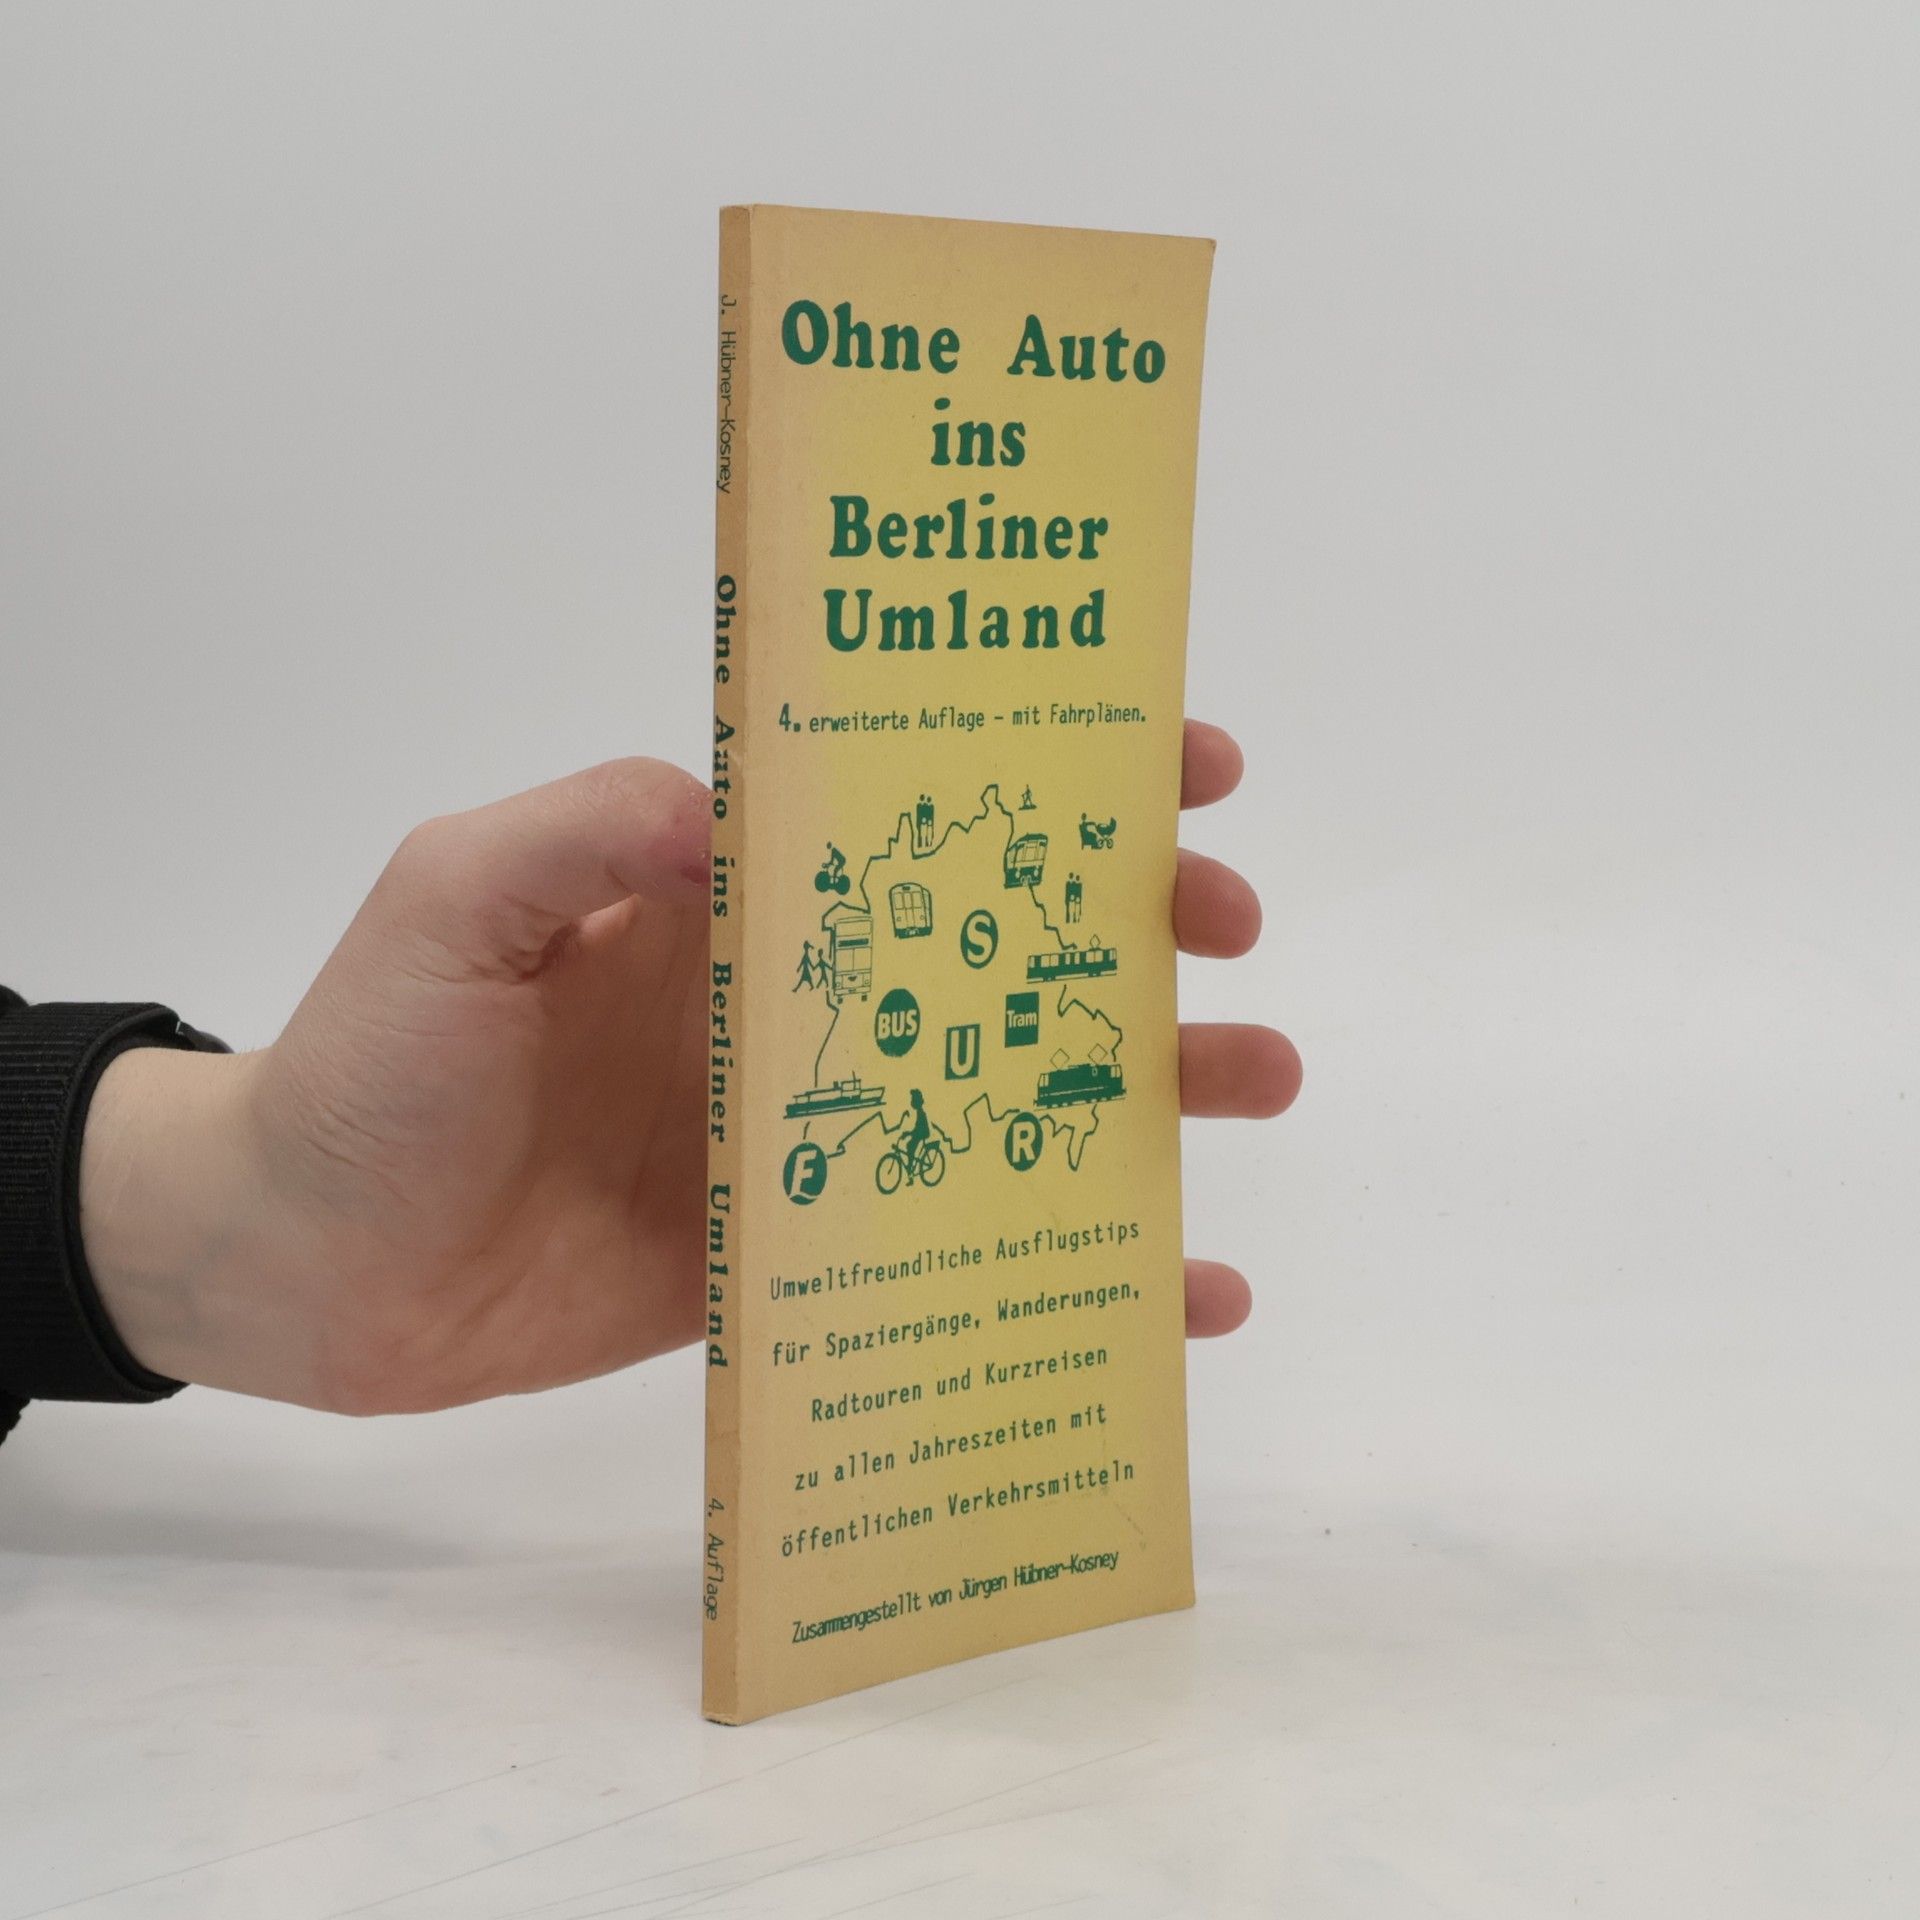 J. Hübner-Kosney Ohne Auto ins Berliner Umland 4. Auflage
Ohne Auto
ins
Berliner
Umland
4. erweiterte Auflage - mit Fahrplänen.
S
BUS
U
Tram
F
R
Umweltfreundliche Ausflugstips
für Spaziergänge, Wanderungen,
Radtouren und Kurzreisen
zu allen Jahreszeiten mit
öffentlichen Verkehrsmitteln
Zusammengestellt von Jürgen Hübner-Kosney